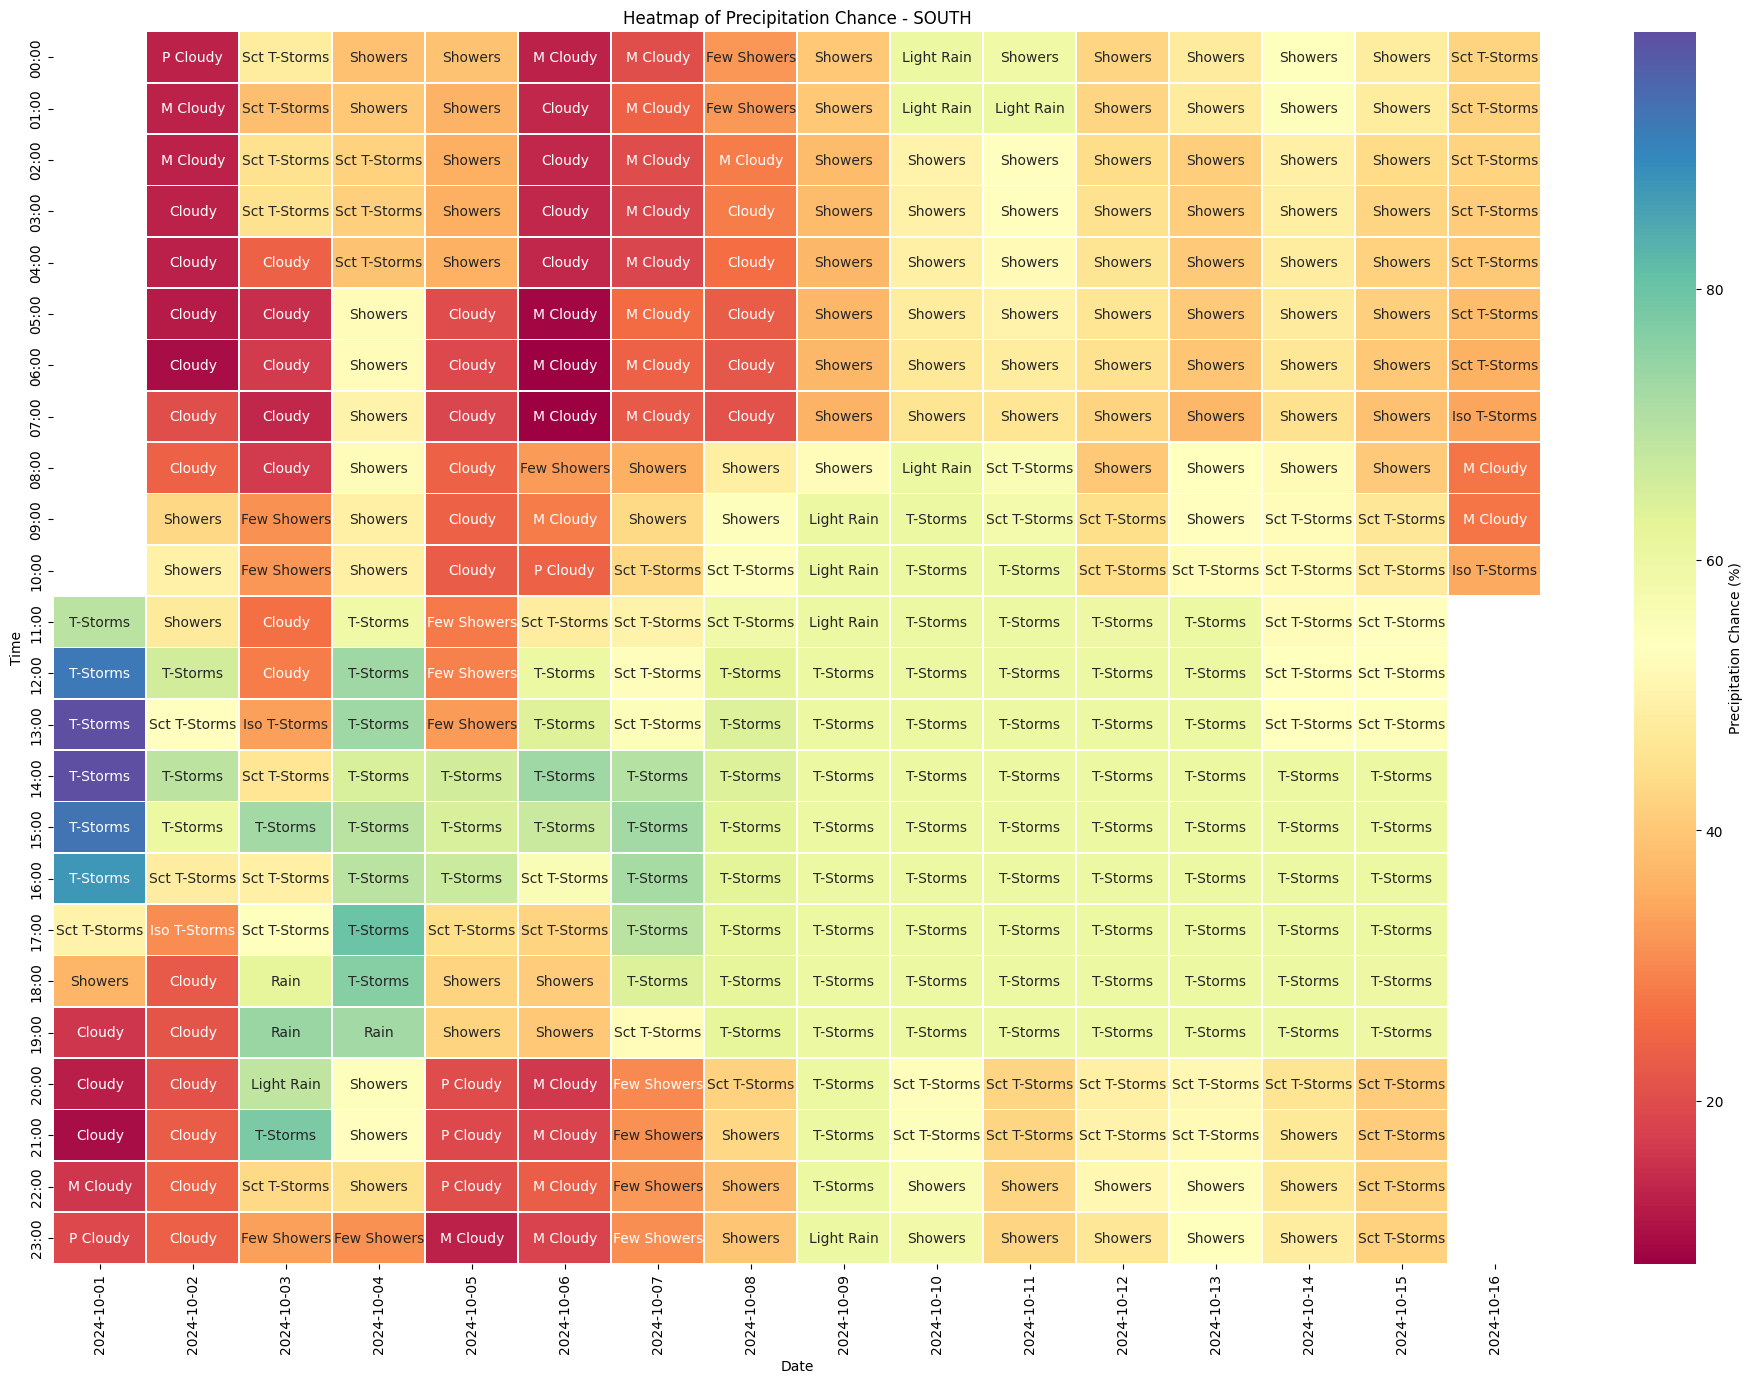 Heatmap of Precipitation Chance - SOUTH
00:00 P Cloudy Sct T-Storms Showers Showers M Cloudy M Cloudy Few Showers Showers Light Rain Showers Showers Showers Showers Showers Sct T-Storms
01:00 M Cloudy Sct T-Storms Showers Showers Cloudy M Cloudy Few Showers Showers Light Rain Light Rain Showers Showers Showers Showers Sct T-Storms
02:00 M Cloudy Sct T-Storms Sct T-Storms Showers Cloudy M Cloudy M Cloudy Showers Showers Showers Showers Showers Showers Showers Sct T-Storms
03:00 Cloudy Sct T-Storms Sct T-Storms Showers Cloudy M Cloudy Cloudy Showers Showers Showers Showers Showers Showers Showers Sct T-Storms
04:00 Cloudy Cloudy Sct T-Storms Showers Cloudy M Cloudy Cloudy Showers Showers Showers Showers Showers Showers Showers Sct T-Storms
80
05:00 Cloudy Cloudy Showers Cloudy M Cloudy M Cloudy Cloudy Showers Showers Showers Showers Showers Showers Showers Sct T-Storms
06:00 Cloudy Cloudy Showers Cloudy M Cloudy M Cloudy Cloudy Showers Showers Showers Showers Showers Showers Showers Sct T-Storms
07:00 Cloudy Cloudy Showers Cloudy M Cloudy M Cloudy Cloudy Showers Showers Showers Showers Showers Showers Showers Iso T-Storms
08:00 Cloudy Cloudy Showers Cloudy Few Showers Showers Showers Showers Light Rain Sct T-Storms Showers Showers Showers Showers M Cloudy
09:00 Showers Few Showers Showers Cloudy M Cloudy Showers Showers Light Rain T-Storms Sct T-Storms Sct T-Storms Showers Sct T-Storms Sct T-Storms M Cloudy
60
10:00 Showers Few Showers Showers Cloudy P Cloudy Sct T-Storms Sct T-Storms Light Rain T-Storms T-Storms Sct T-Storms Sct T-Storms Sct T-Storms Sct T-Storms Iso T-Storms
11:00 T-Storms Showers Cloudy T-Storms Few Showers Sct T-Storms Sct T-Storms Sct T-Storms Light Rain T-Storms T-Storms T-Storms T-Storms Sct T-Storms Sct T-Storms
Time
Precipitation Chance (%)
12:00 T-Storms T-Storms Cloudy T-Storms Few Showers T-Storms Sct T-Storms T-Storms T-Storms T-Storms T-Storms T-Storms T-Storms Sct T-Storms Sct T-Storms
13:00 T-Storms Sct T-Storms Iso T-Storms T-Storms Few Showers T-Storms Sct T-Storms T-Storms T-Storms T-Storms T-Storms T-Storms T-Storms Sct T-Storms Sct T-Storms
14:00 T-Storms T-Storms Sct T-Storms T-Storms T-Storms T-Storms T-Storms T-Storms T-Storms T-Storms T-Storms T-Storms T-Storms T-Storms T-Storms
15:00 T-Storms T-Storms T-Storms T-Storms T-Storms T-Storms T-Storms T-Storms T-Storms T-Storms T-Storms T-Storms T-Storms T-Storms T-Storms
40
16:00 T-Storms Sct T-Storms Sct T-Storms T-Storms T-Storms Sct T-Storms T-Storms T-Storms T-Storms T-Storms T-Storms T-Storms T-Storms T-Storms T-Storms
17:00 Sct T-Storms Iso T-Storms Sct T-Storms T-Storms Sct T-Storms Sct T-Storms T-Storms T-Storms T-Storms T-Storms T-Storms T-Storms T-Storms T-Storms T-Storms
18:00 Showers Cloudy Rain T-Storms Showers Showers T-Storms T-Storms T-Storms T-Storms T-Storms T-Storms T-Storms T-Storms T-Storms
19:00 Cloudy Cloudy Rain Rain Showers Showers Sct T-Storms T-Storms T-Storms T-Storms T-Storms T-Storms T-Storms T-Storms T-Storms
20:00 Cloudy Cloudy Light Rain Showers P Cloudy M Cloudy Few Showers Sct T-Storms T-Storms Sct T-Storms Sct T-Storms Sct T-Storms Sct T-Storms Sct T-Storms Sct T-Storms
20
21:00 Cloudy Cloudy T-Storms Showers P Cloudy M Cloudy Few Showers Showers T-Storms Sct T-Storms Sct T-Storms Sct T-Storms Sct T-Storms Showers Sct T-Storms
22:00 M Cloudy Cloudy Sct T-Storms Showers P Cloudy M Cloudy Few Showers Showers T-Storms Showers Showers Showers Showers Showers Sct T-Storms
23:00 P Cloudy Cloudy Few Showers Few Showers M Cloudy M Cloudy Few Showers Showers Light Rain Showers Showers Showers Showers Showers Sct T-Storms
2024-10-01 2024-10-02 2024-10-03 2024-10-04 2024-10-05 2024-10-06 2024-10-07 2024-10-08 2024-10-09 2024-10-10 2024-10-11 2024-10-12 2024-10-13 2024-10-14 2024-10-15 2024-10-16
Date